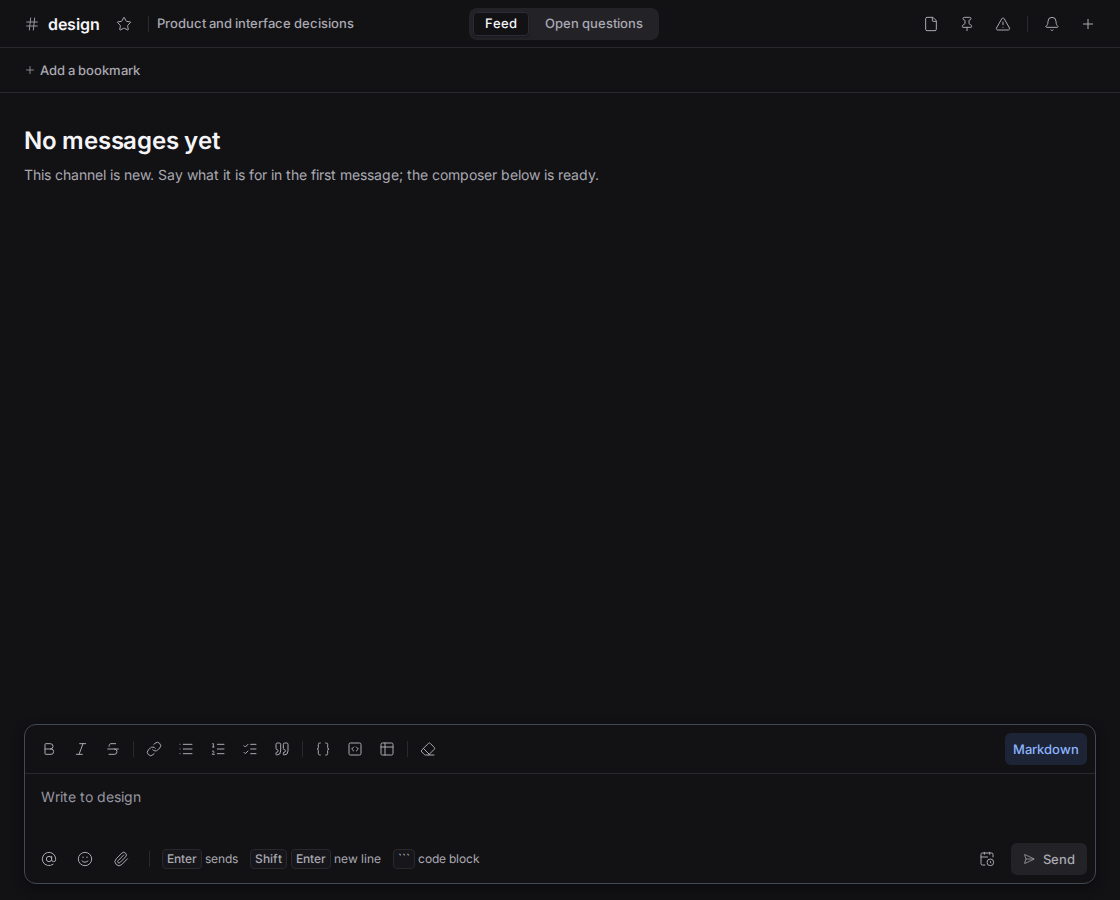 design
Product and interface decisions
Feed
Open questions
Add a bookmark
No messages yet
This channel is new. Say what it is for in the first message; the composer below is ready.
Markdown
Write to design
Enter sends Shift Enter new line ``` code block
Send